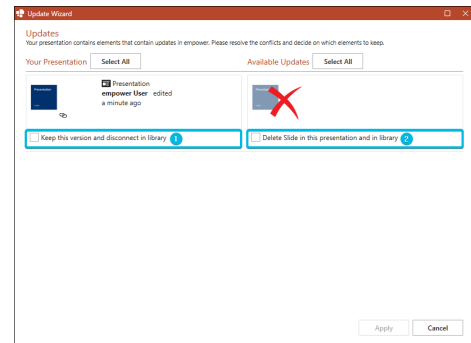 Update Wizard
Updates
Your presentation contains elements that contain updates in empower. Please resolve the conflicts and decide on which elements to keep.
Your Presentation Select All
Available Updates Select All
Presentation
Presentation
empower User edited
a minute ago
Keep this version and disconnect in library 1
Delete Slide in this presentation and in library 2
Apply Cancel